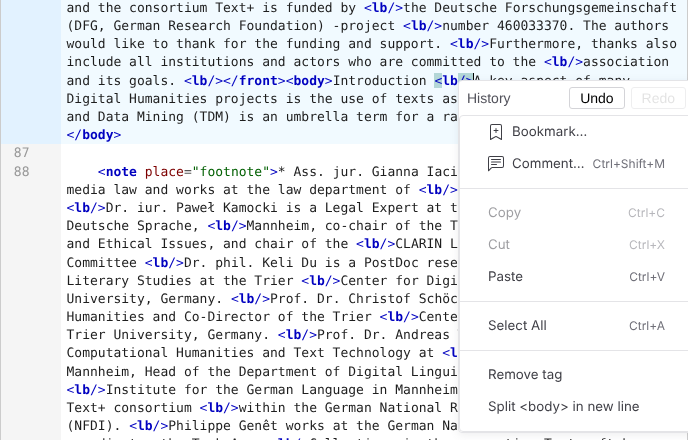 and the consortium Text+ is funded by <lb/>the Deutsche Forschungsgemeinschaft
(DFG, German Research Foundation) -project <lb/>number 460033370. The authors
would like to thank for the funding and support. <lb/>Furthermore, thanks also
include all institutions and actors who are committed to the <lb/>association
and its goals. <lb/></front><body>Introduction <lb/>A key aspect of many
Digital Humanities projects is the use of texts as
and Data Mining (TDM) is an umbrella term for a ra
</body>
87
88 <note place="footnote">* Ass. jur. Gianna Iaci
media law and works at the law department of <lb/>
<lb/>Dr. iur. Paweł Kamocki is a Legal Expert at t
Deutsche Sprache, <lb/>Mannheim, co-chair of the T
and Ethical Issues, and chair of the <lb/>CLARIN L
Committee <lb/>Dr. phil. Keli Du is a PostDoc rese
Literary Studies at the Trier <lb/>Center for Digi
University, Germany. <lb/>Prof. Dr. Christof Schöc
Humanities and Co-Director of the Trier <lb/>Cente
Trier University, Germany. <lb/>Prof. Dr. Andreas
Computational Humanities and Text Technology at <l
Mannheim, Head of the Department of Digital Lingui
<lb/>Institute for the German Language in Mannheim
Text+ consortium <lb/>within the German National R
(NFDI). <lb/>Philippe Genêt works at the German Na
History Undo Redo
Bookmark...
Comment... Ctrl+Shift+M
Copy Ctrl+C
Cut Ctrl+X
Paste Ctrl+V
Select All Ctrl+A
Remove tag
Split <body> in new line